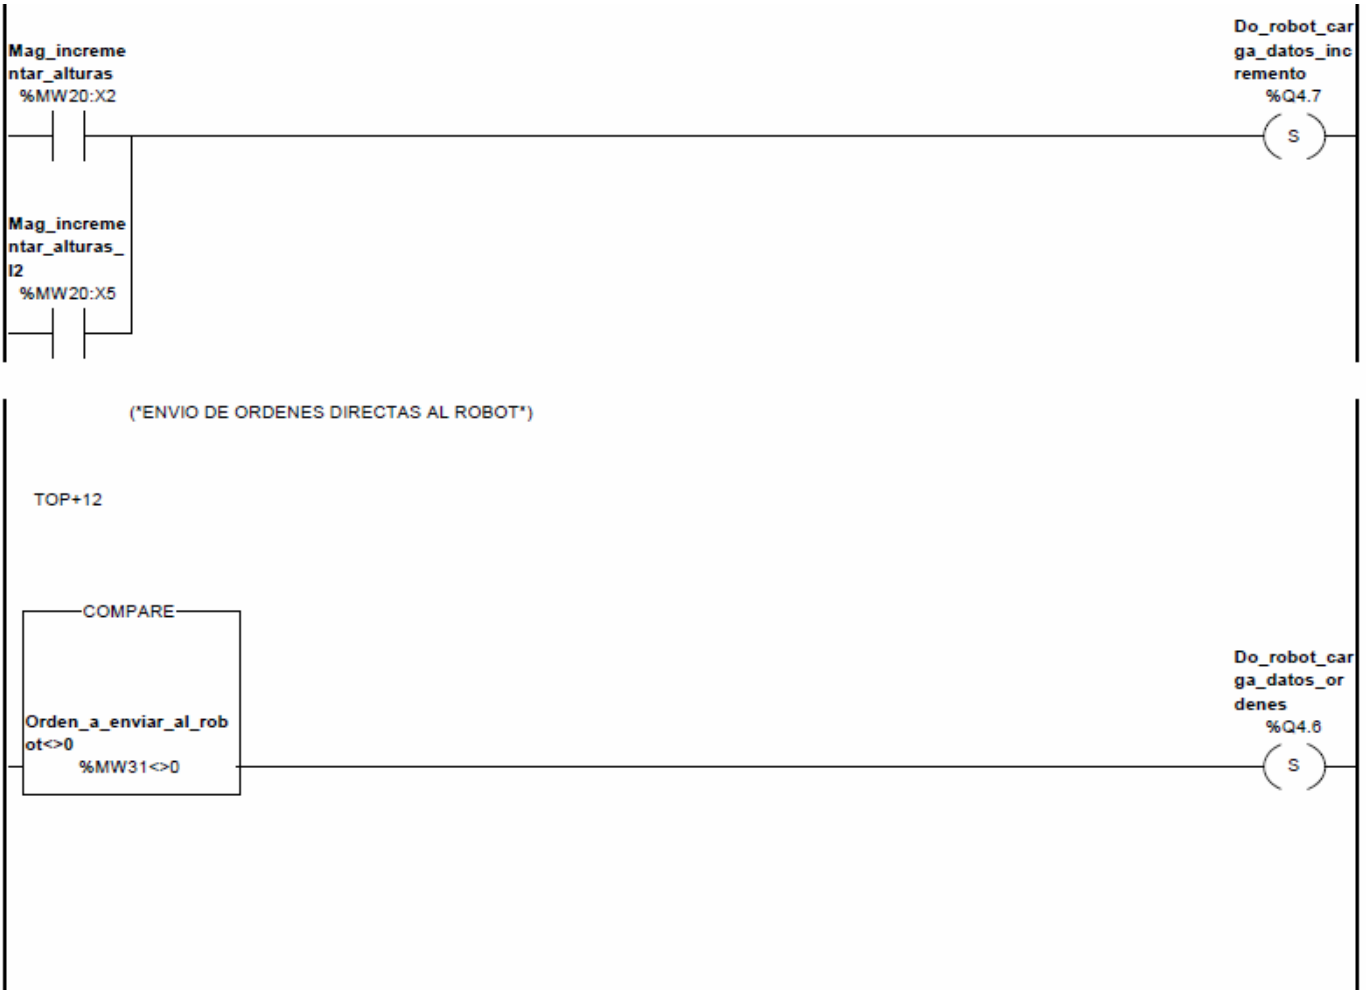 Mag_increme
ntar_alturas
%MW20:X2
Do_robot_car
ga_datos_inc
remento
%Q4.7
S
Mag_increme
ntar_alturas_
l2
%MW20:X5
(*ENVIO DE ORDENES DIRECTAS AL ROBOT*)
TOP+12
COMPARE
Orden_a_enviar_al_rob
ot<>0
%MW31<>0
Do_robot_car
ga_datos_or
denes
%Q4.6
S